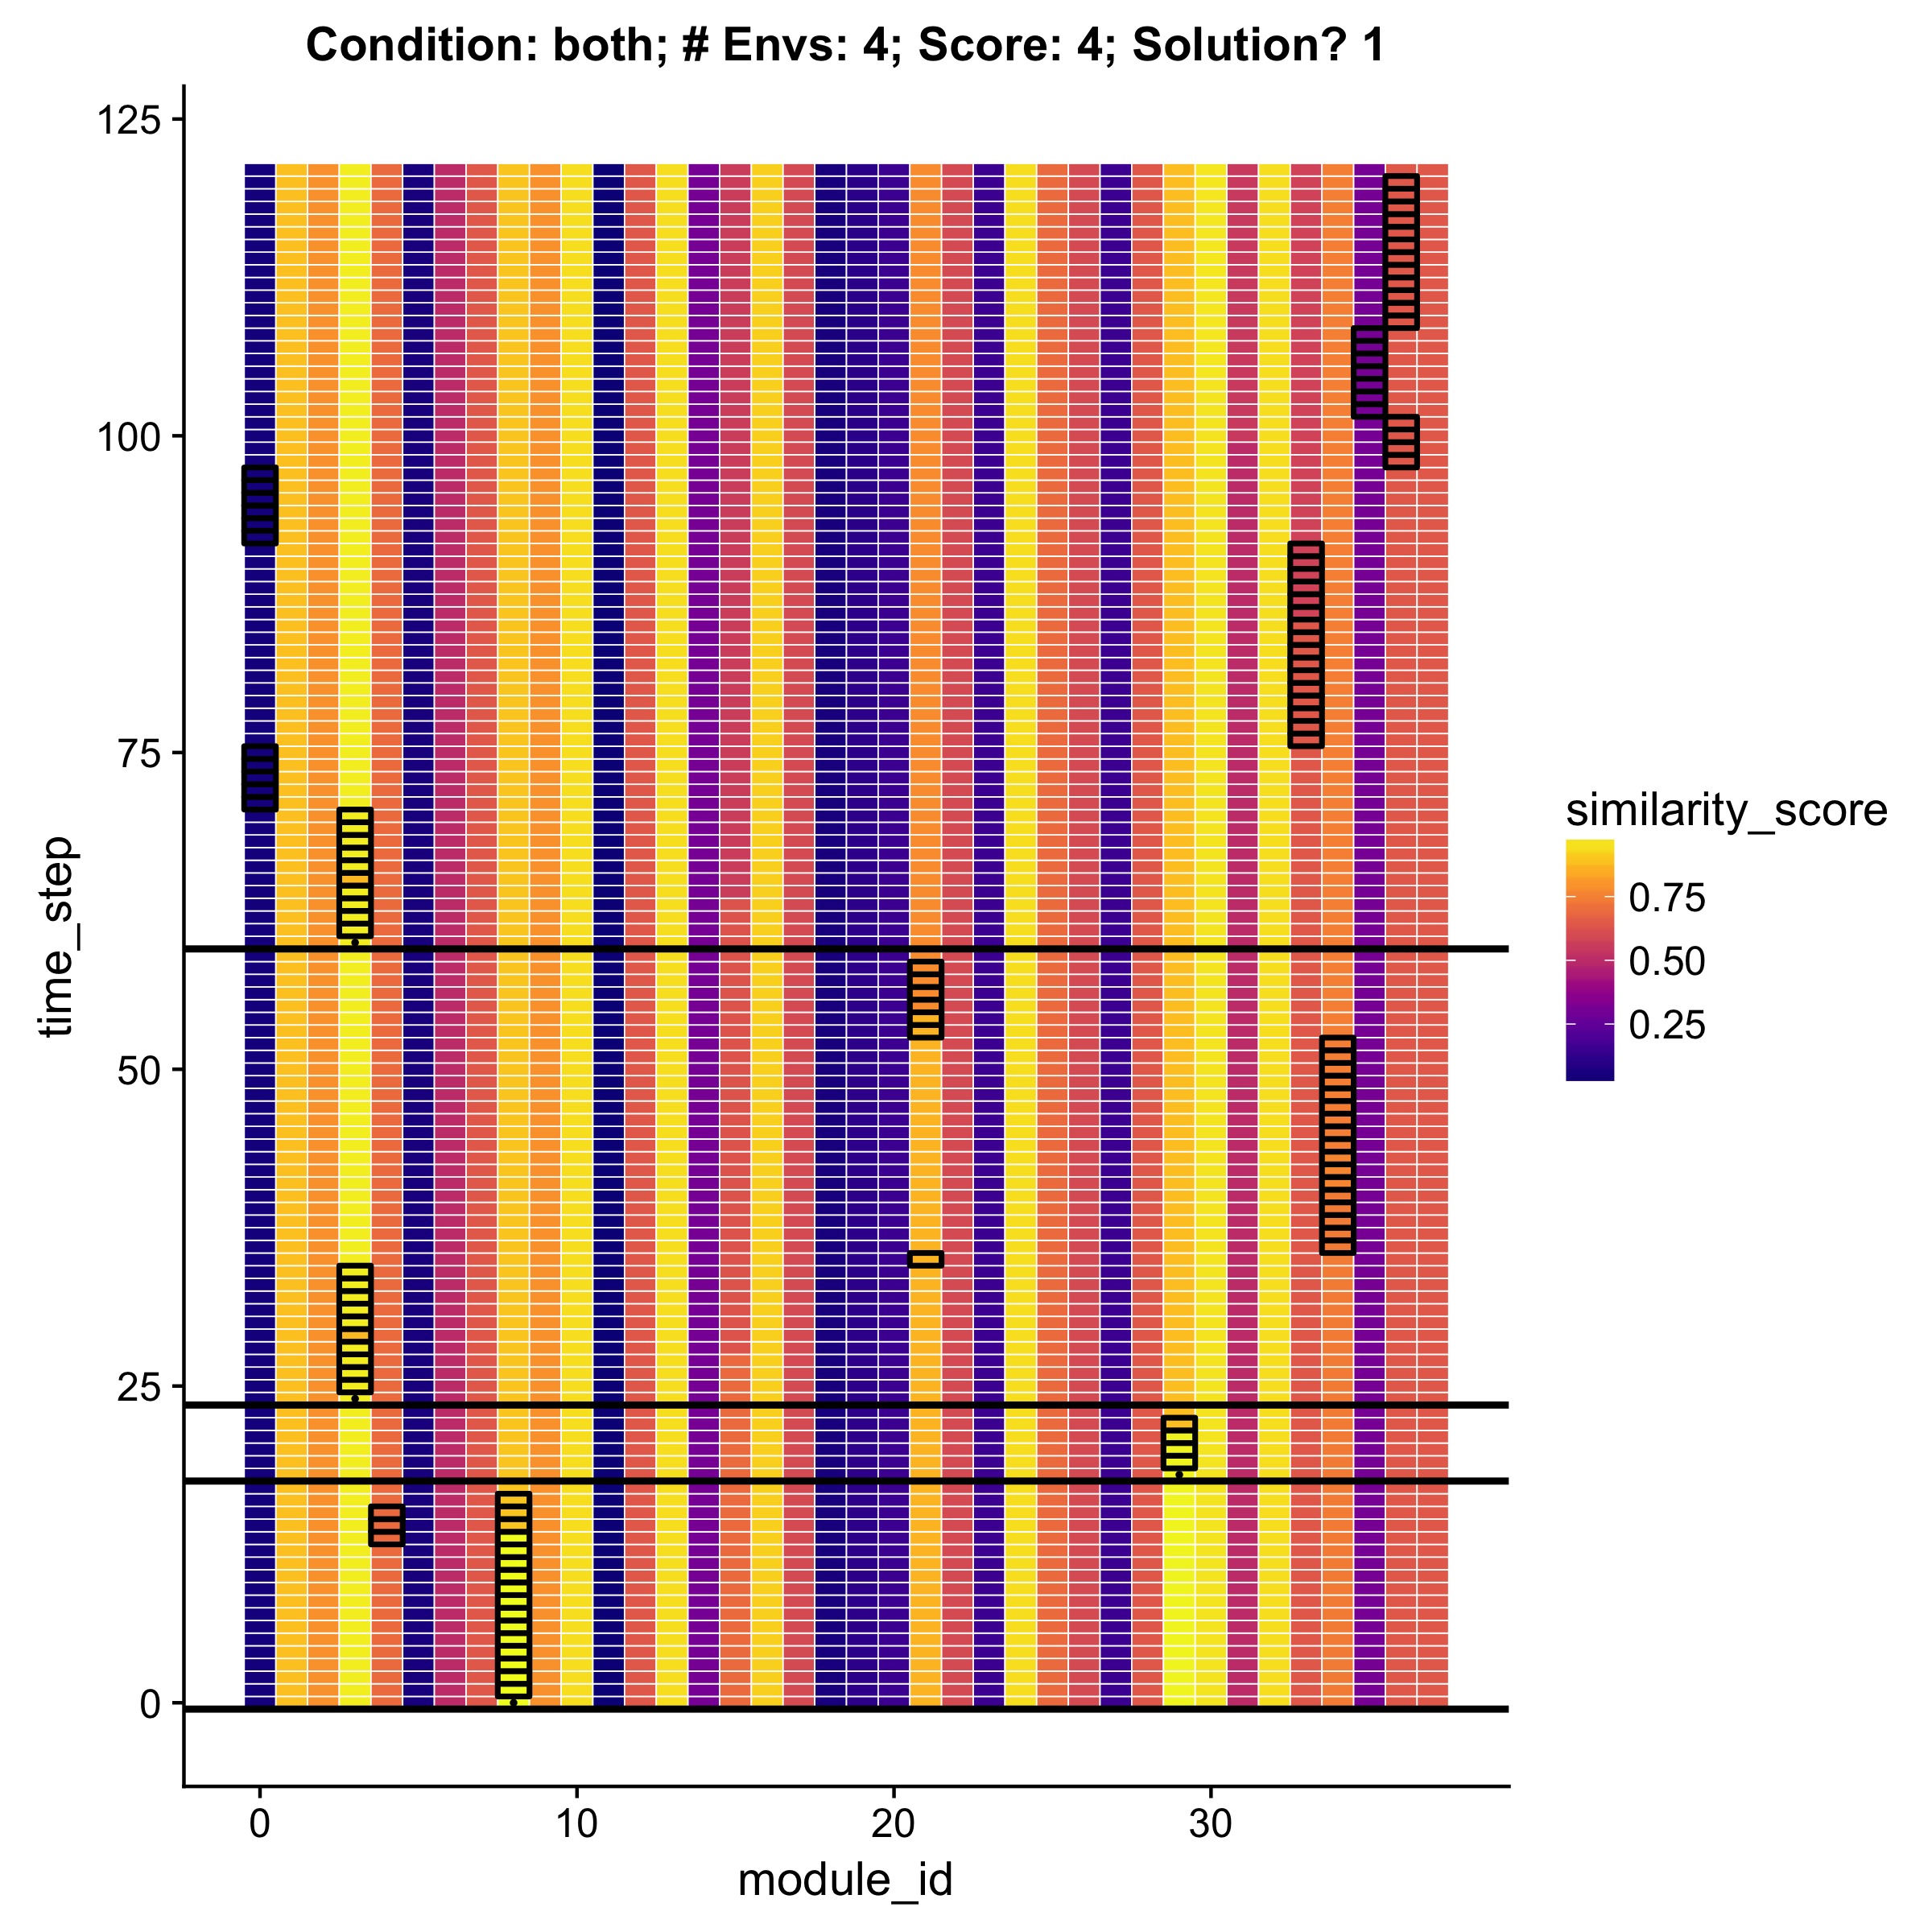 Condition: both; # Envs: 4; Score: 4; Solution? 1
125
100
75
50
25
0
time_step
0 10 20 30
module_id
similarity_score
0.75
0.50
0.25